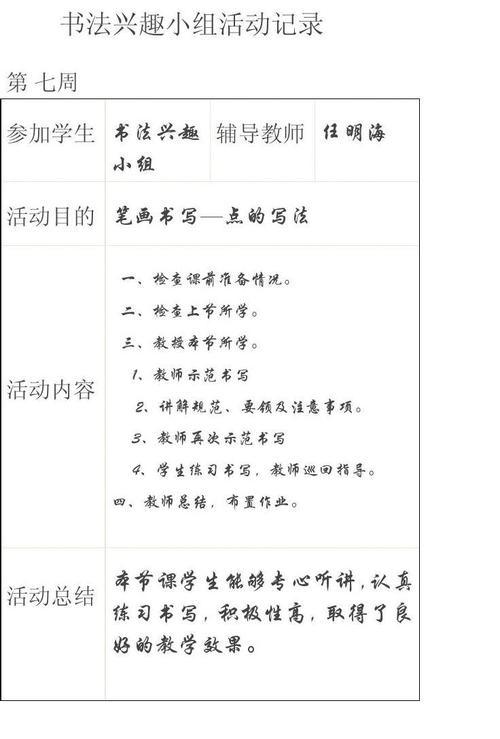 书法兴趣小组活动记录
第 七周
参加学生 书法兴趣小组 辅导教师 任明海
活动目的 笔画书写—点的写法
活动内容
一、检查课前准备情况。
二、检查上节所学。
三、教授本节所学。
1、教师示范书写
2、讲解规范、要领及注意事项。
3、教师再次示范书写
4、学生练习书写，教师巡回指导。
四、教师总结，布置作业。
活动总结
本节课学生能够专心听讲,认真
练习书写，积极性高，取得了良
好的教学效果。